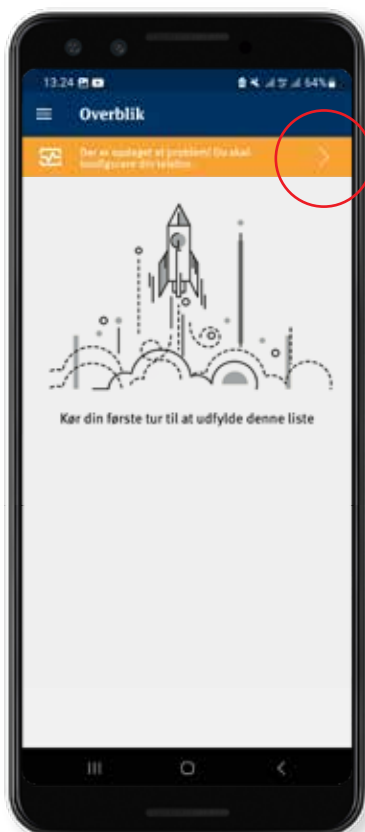 13.24
64%
Overblik
Der er opdaget et problem! Du skal
konfigurere din telefon.
Kør din første tur til at udfylde denne liste